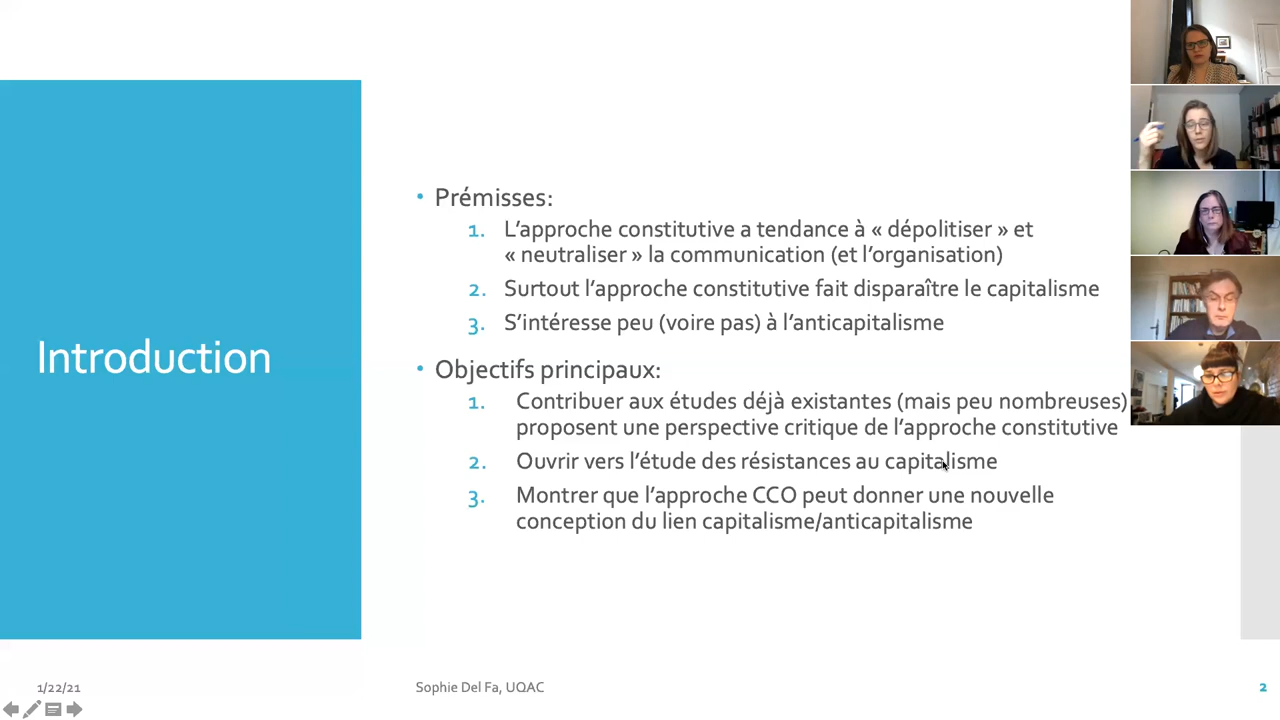 Introduction
• Prémisses:
1. L’approche constitutive a tendance à « dépolitiser » et
« neutraliser » la communication (et l’organisation)
2. Surtout l’approche constitutive fait disparaître le capitalisme
3. S’intéresse peu (voire pas) à l’anticapitalisme
• Objectifs principaux:
1. Contribuer aux études déjà existantes (mais peu nombreuses)
proposent une perspective critique de l’approche constitutive
2. Ouvrir vers l’étude des résistances au capitalisme
3. Montrer que l’approche CCO peut donner une nouvelle
conception du lien capitalisme/anticapitalisme
1/22/21
Sophie Del Fa, UQAC
2